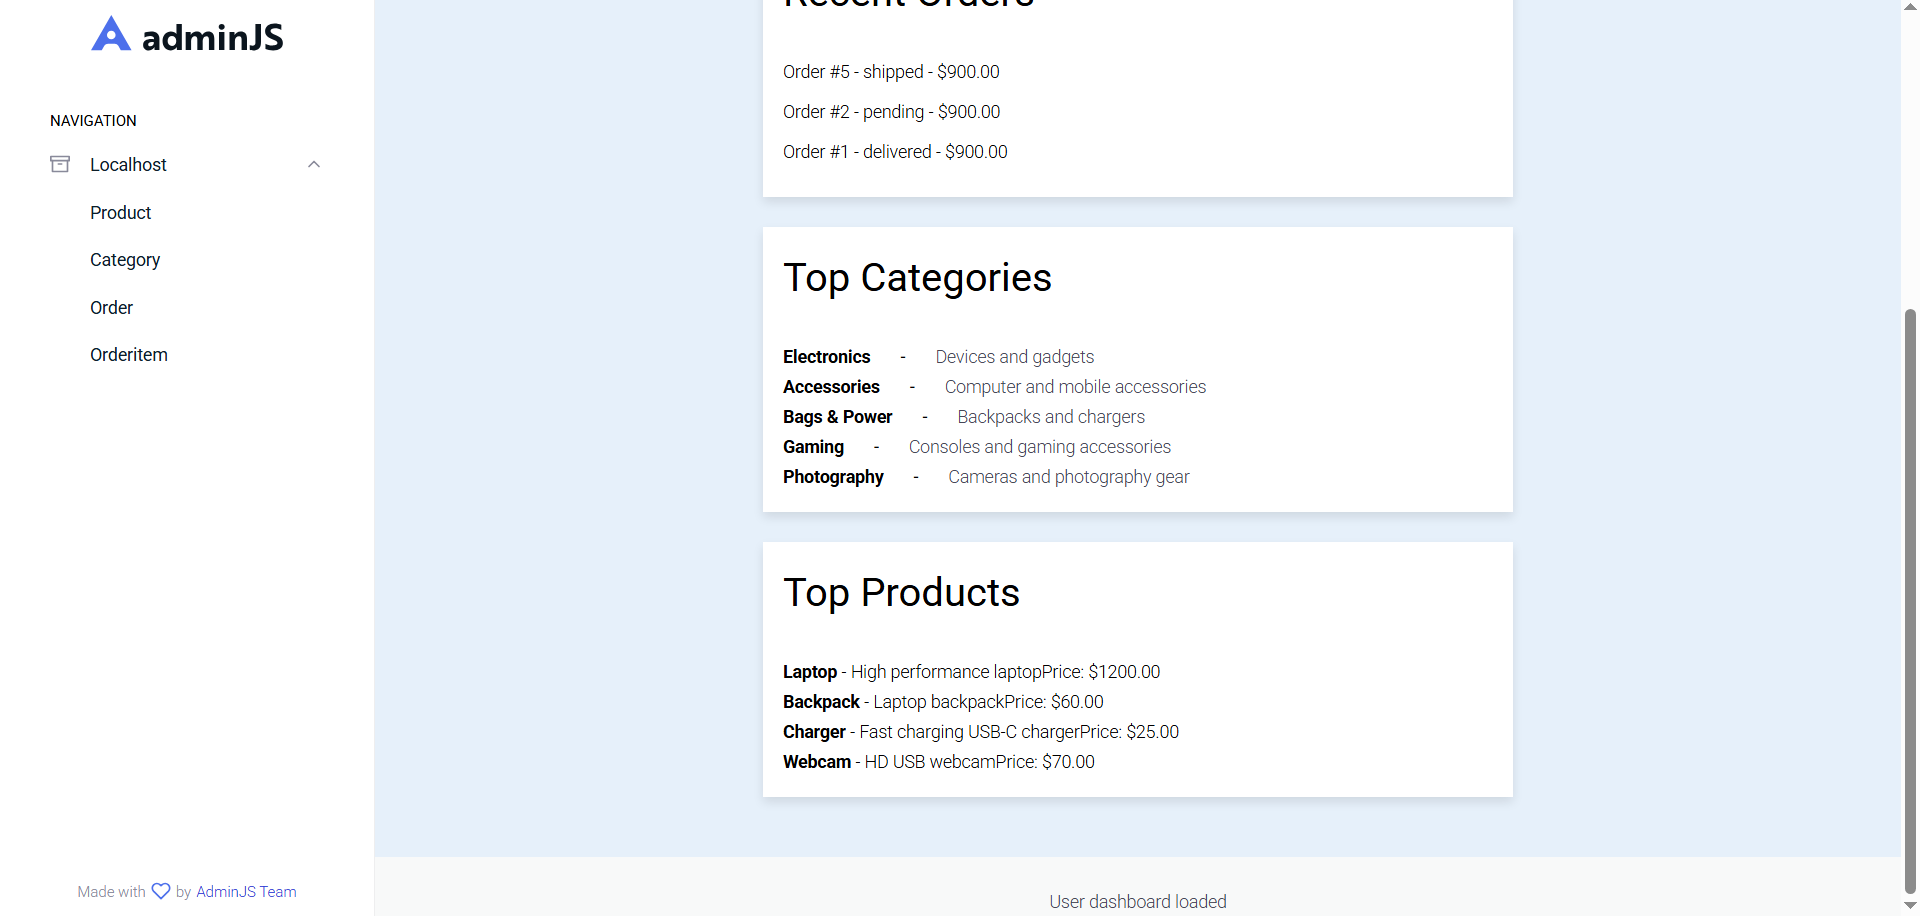 adminJS
NAVIGATION
Localhost
Product
Category
Order
Orderitem
Made with by AdminJS Team
Recent Orders
Order #5 - shipped - $900.00
Order #2 - pending - $900.00
Order #1 - delivered - $900.00
Top Categories
Electronics - Devices and gadgets
Accessories - Computer and mobile accessories
Bags & Power - Backpacks and chargers
Gaming - Consoles and gaming accessories
Photography - Cameras and photography gear
Top Products
Laptop - High performance laptopPrice: $1200.00
Backpack - Laptop backpackPrice: $60.00
Charger - Fast charging USB-C chargerPrice: $25.00
Webcam - HD USB webcamPrice: $70.00
User dashboard loaded